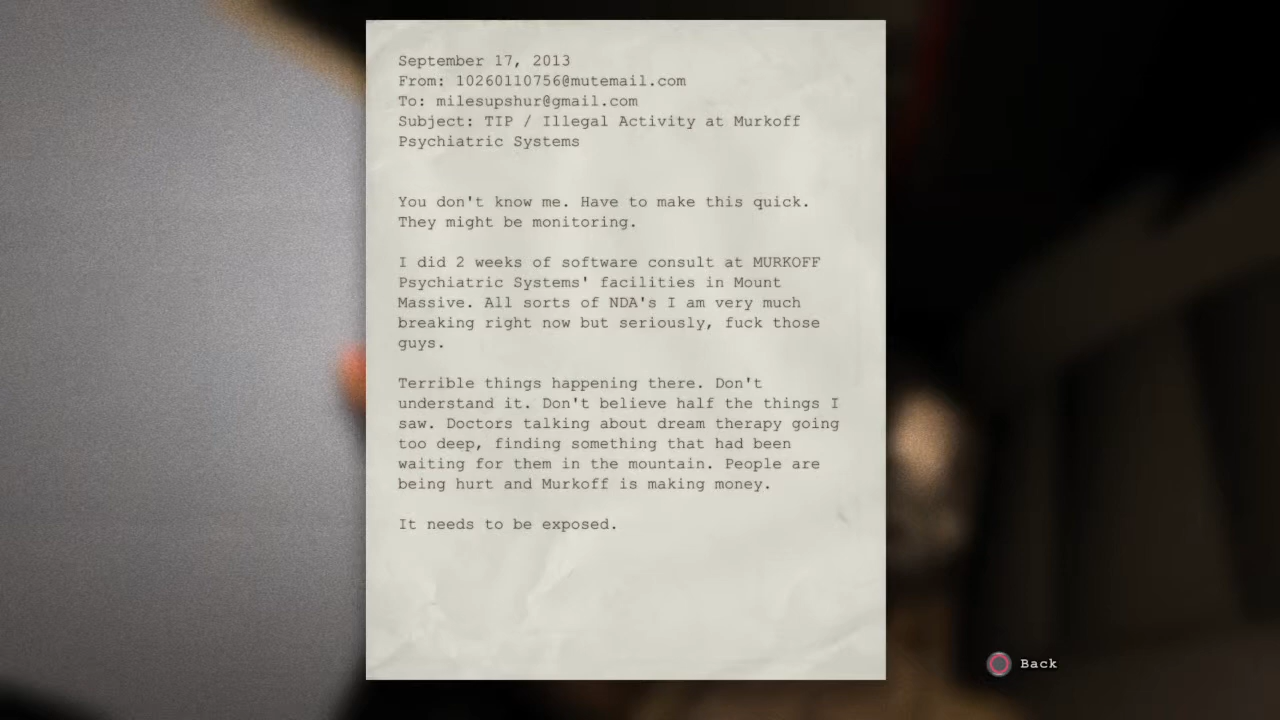 September 17, 2013
From: 10260110756@mutemail.com
To: milesupshur@gmail.com
Subject: TIP / Illegal Activity at Murkoff
Psychiatric Systems
You don't know me. Have to make this quick.
They might be monitoring.
I did 2 weeks of software consult at MURKOFF
Psychiatric Systems' facilities in Mount
Massive. All sorts of NDA's I am very much
breaking right now but seriously, fuck those
guys.
Terrible things happening there. Don't
understand it. Don't believe half the things I
saw. Doctors talking about dream therapy going
too deep, finding something that had been
waiting for them in the mountain. People are
being hurt and Murkoff is making money.
It needs to be exposed.
Back